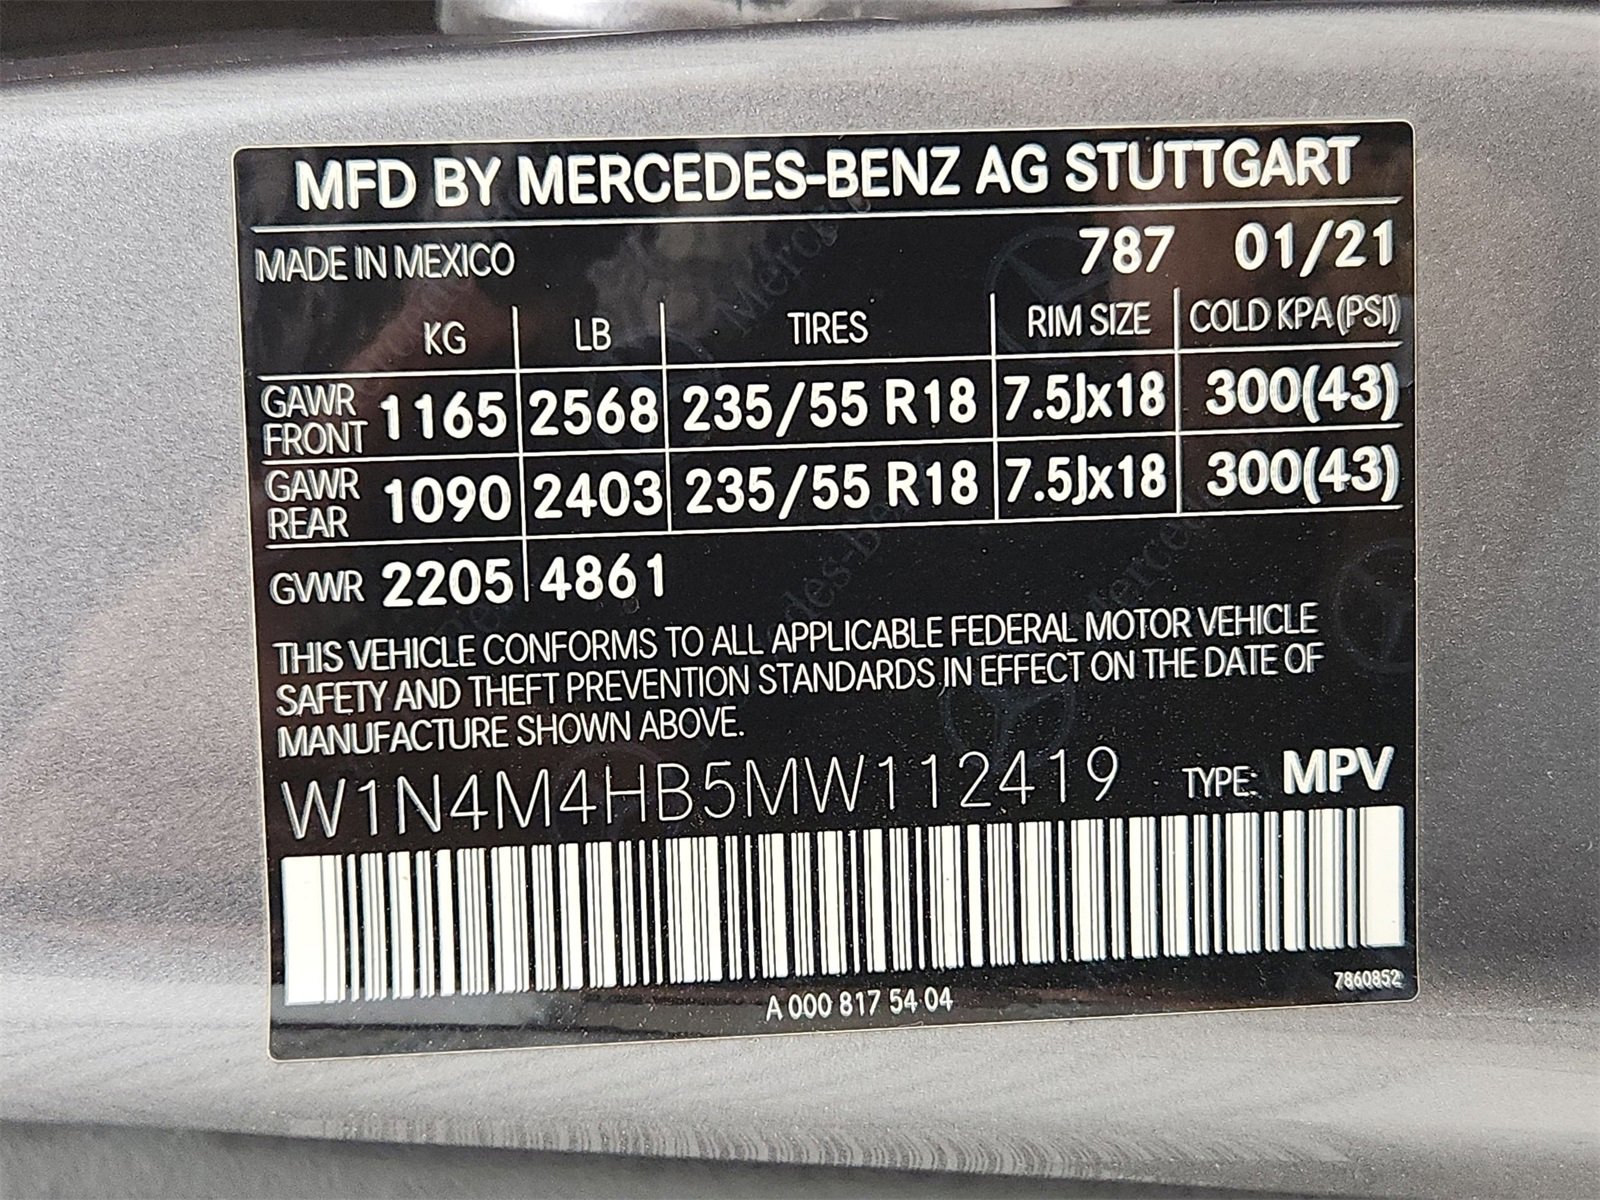 MFD BY MERCEDES-BENZ AG STUTTGART
MADE IN MEXICO 787 01/21
KG LB TIRES RIM SIZE COLD KPA (PSI)
GAWR FRONT 1165 2568 235/55 R18 7.5Jx18 300(43)
GAWR REAR 1090 2403 235/55 R18 7.5Jx18 300(43)
GVWR 2205 4861
THIS VEHICLE CONFORMS TO ALL APPLICABLE FEDERAL MOTOR VEHICLE
SAFETY AND THEFT PREVENTION STANDARDS IN EFFECT ON THE DATE OF
MANUFACTURE SHOWN ABOVE.
W1N4M4HB5MW112419 TYPE: MPV
7860852
A 000 817 54 04